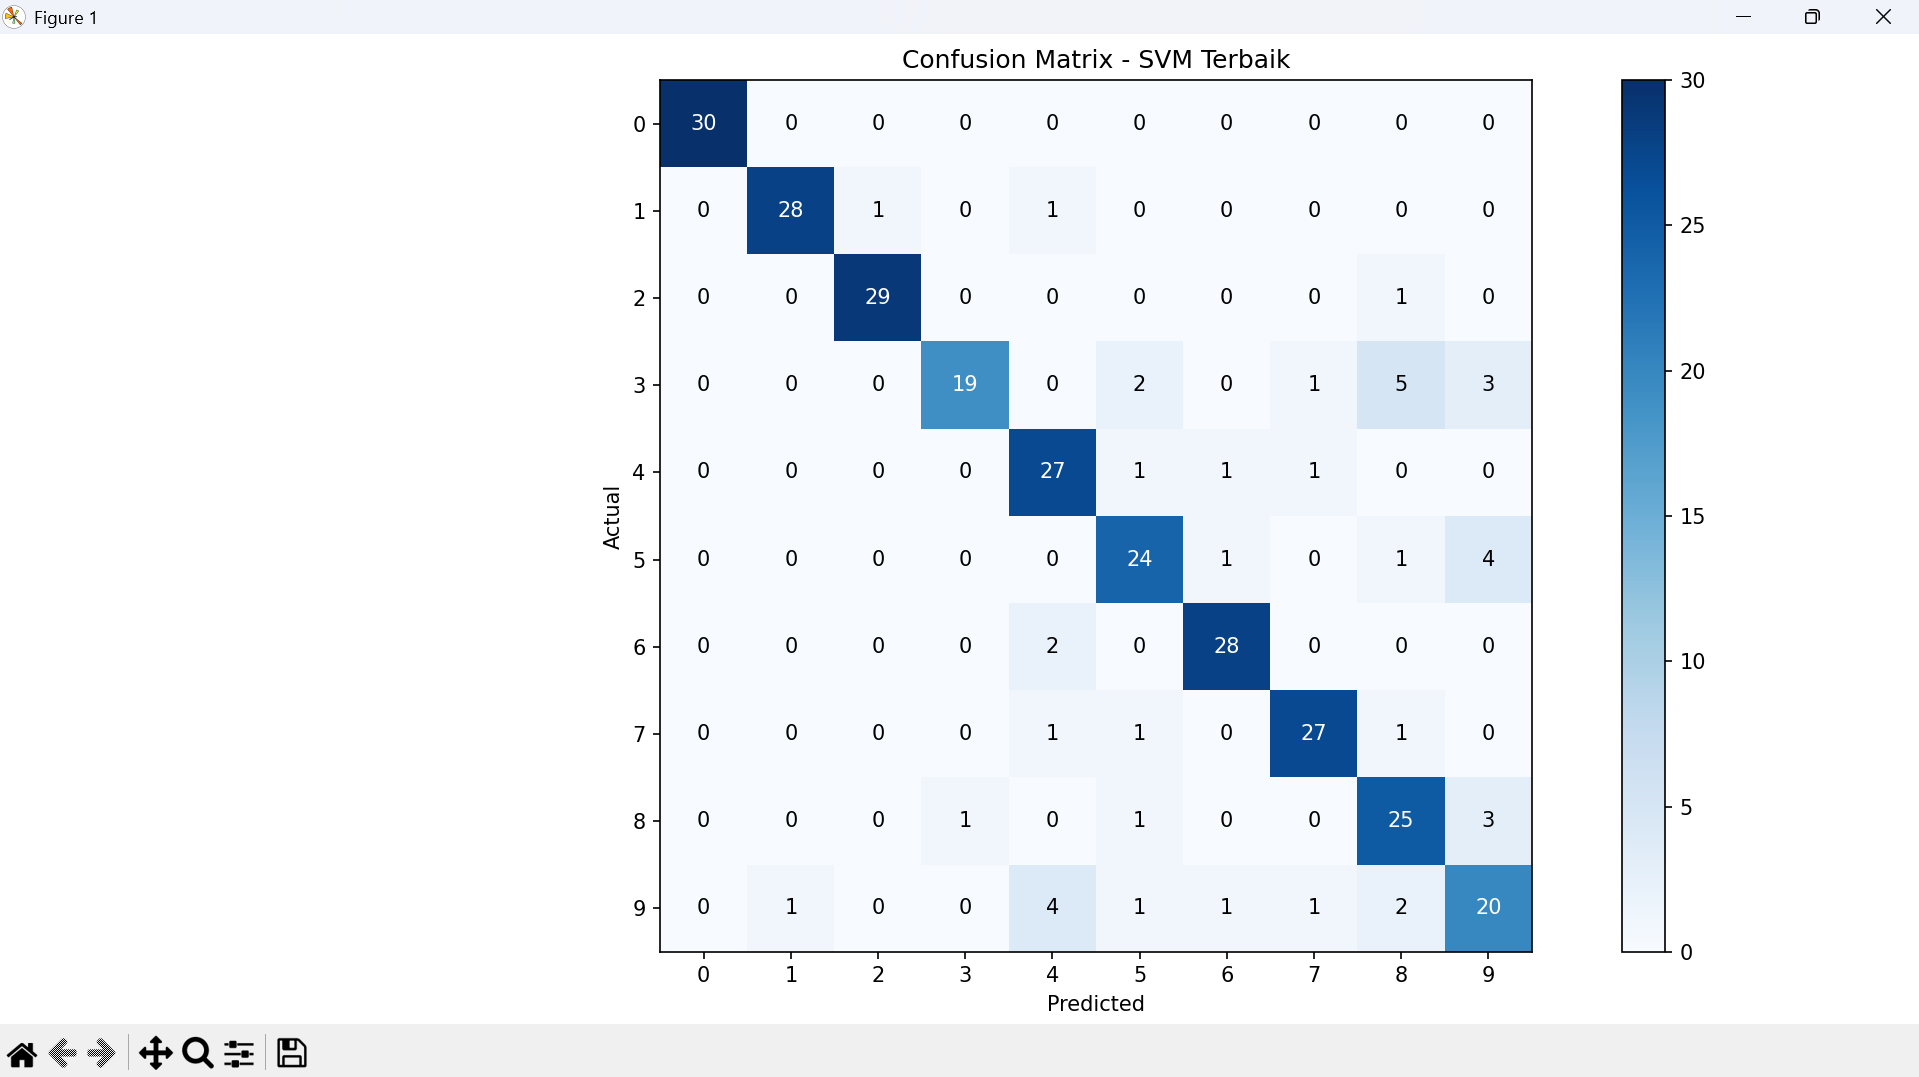 Figure 1
Confusion Matrix - SVM Terbaik
0 30 0 0 0 0 0 0 0 0 0
1 0 28 1 0 1 0 0 0 0 0
2 0 0 29 0 0 0 0 0 1 0
3 0 0 0 19 0 2 0 1 5 3
4 0 0 0 0 27 1 1 1 0 0
5 0 0 0 0 0 24 1 0 1 4
6 0 0 0 0 2 0 28 0 0 0
7 0 0 0 0 1 1 0 27 1 0
8 0 0 0 1 0 1 0 0 25 3
9 0 1 0 0 4 1 1 1 2 20
0 1 2 3 4 5 6 7 8 9
Predicted
Actual
30
25
20
15
10
5
0